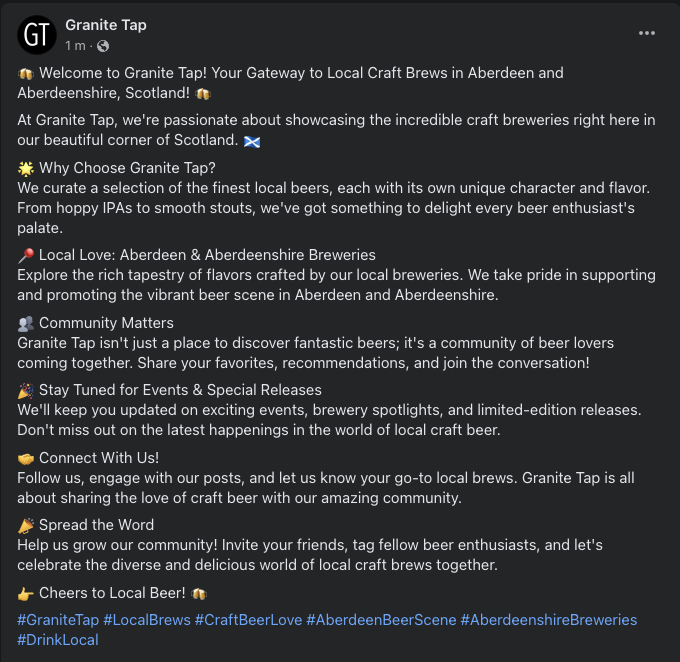 GT
Granite Tap
1 m ·
🍻 Welcome to Granite Tap! Your Gateway to Local Craft Brews in Aberdeen and
Aberdeenshire, Scotland! 🍻
At Granite Tap, we're passionate about showcasing the incredible craft breweries right here in
our beautiful corner of Scotland. 🏴󠁧󠁢󠁳󠁣󠁴󠁿
🌟 Why Choose Granite Tap?
We curate a selection of the finest local beers, each with its own unique character and flavor.
From hoppy IPAs to smooth stouts, we've got something to delight every beer enthusiast's
palate.
📍 Local Love: Aberdeen & Aberdeenshire Breweries
Explore the rich tapestry of flavors crafted by our local breweries. We take pride in supporting
and promoting the vibrant beer scene in Aberdeen and Aberdeenshire.
👥 Community Matters
Granite Tap isn't just a place to discover fantastic beers; it's a community of beer lovers
coming together. Share your favorites, recommendations, and join the conversation!
🎉 Stay Tuned for Events & Special Releases
We'll keep you updated on exciting events, brewery spotlights, and limited-edition releases.
Don't miss out on the latest happenings in the world of local craft beer.
🤝 Connect With Us!
Follow us, engage with our posts, and let us know your go-to local brews. Granite Tap is all
about sharing the love of craft beer with our amazing community.
🎉 Spread the Word
Help us grow our community! Invite your friends, tag fellow beer enthusiasts, and let's
celebrate the diverse and delicious world of local craft brews together.
👉 Cheers to Local Beer! 🍻
#GraniteTap #LocalBrews #CraftBeerLove #AberdeenBeerScene #AberdeenshireBreweries
#DrinkLocal